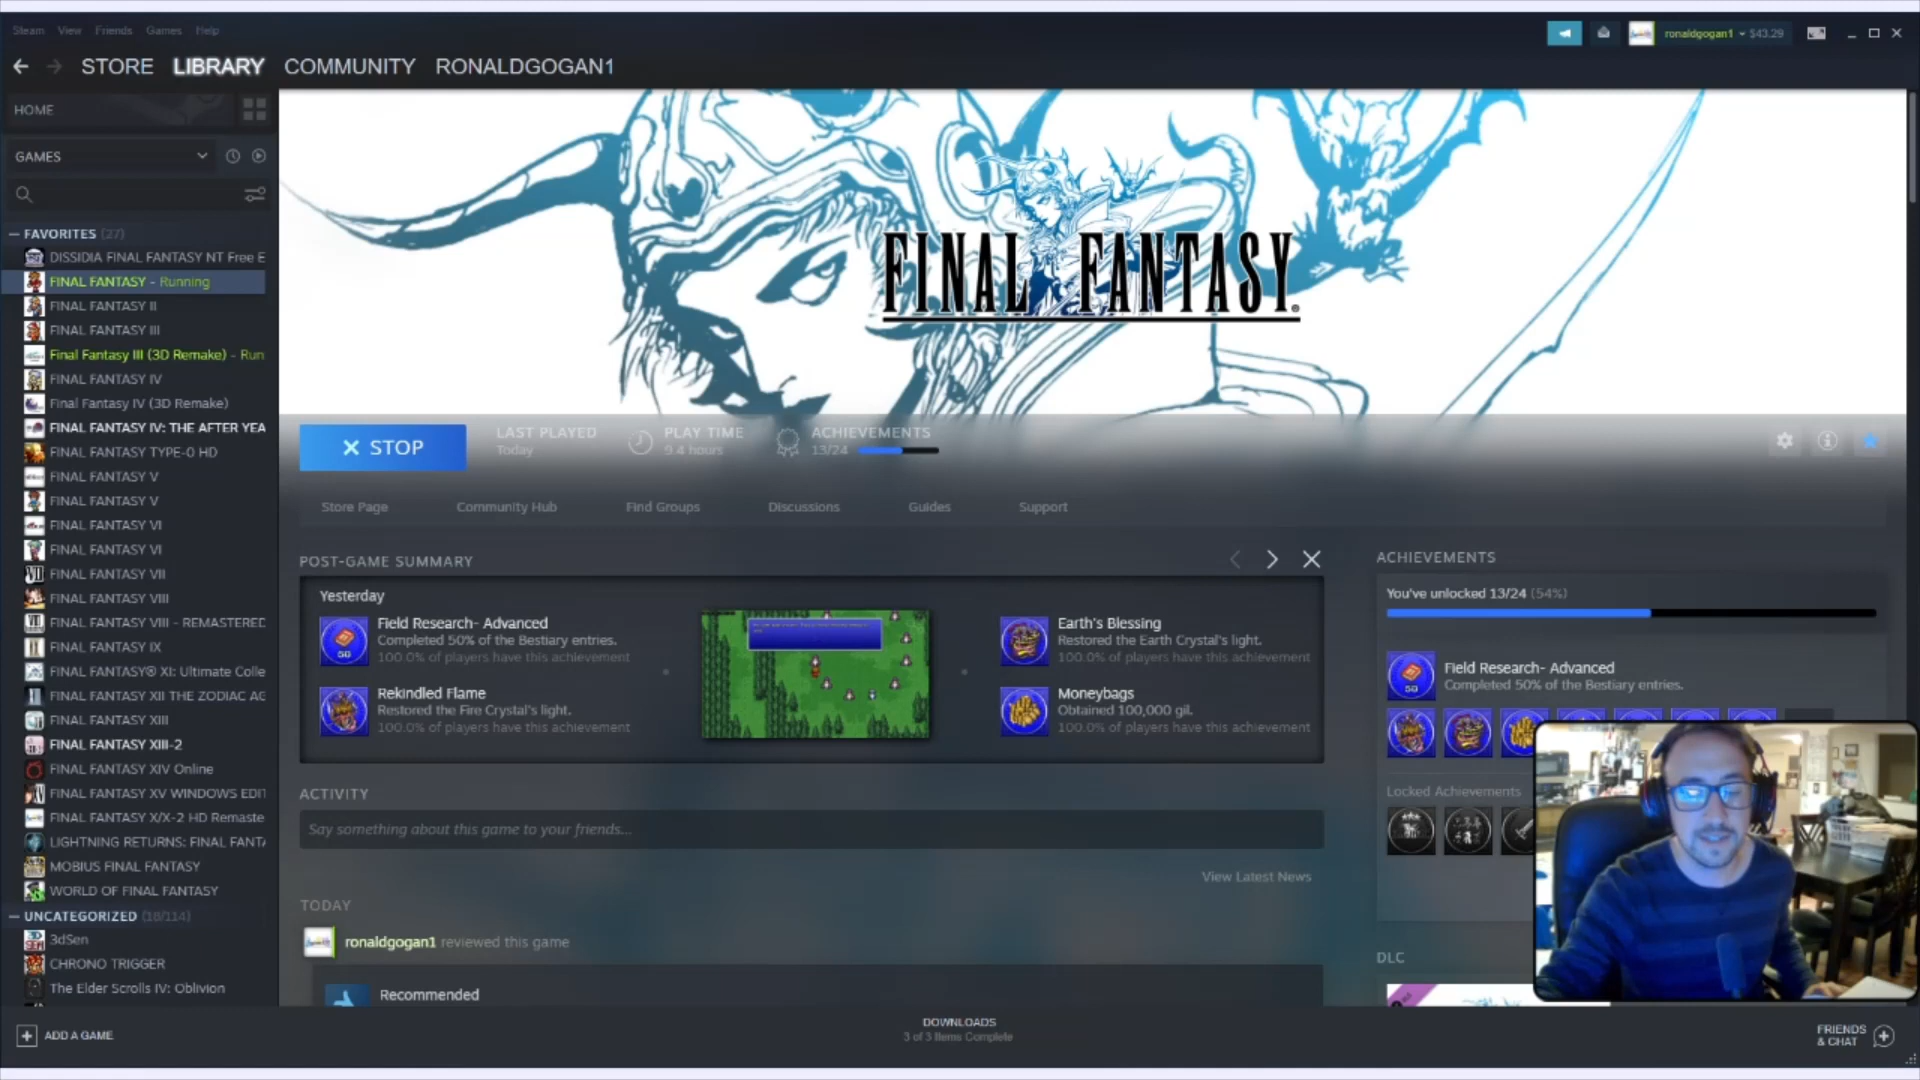 Steam View Friends Games Help
ronaldgogan1 $43.29
STORE LIBRARY COMMUNITY RONALDGOGAN1
HOME
GAMES
FAVORITES (27)
DISSIDIA FINAL FANTASY NT Free E
FINAL FANTASY - Running
FINAL FANTASY II
FINAL FANTASY III
Final Fantasy III (3D Remake) - Run
FINAL FANTASY IV
Final Fantasy IV (3D Remake)
FINAL FANTASY IV: THE AFTER YEA
FINAL FANTASY TYPE-0 HD
FINAL FANTASY V
FINAL FANTASY V
FINAL FANTASY VI
FINAL FANTASY VI
FINAL FANTASY VII
FINAL FANTASY VIII
FINAL FANTASY VIII - REMASTERED
FINAL FANTASY IX
FINAL FANTASY® XI: Ultimate Colle
FINAL FANTASY XII THE ZODIAC AG
FINAL FANTASY XIII
FINAL FANTASY XIII-2
FINAL FANTASY XIV Online
FINAL FANTASY XV WINDOWS EDIT
FINAL FANTASY X/X-2 HD Remaste
LIGHTNING RETURNS: FINAL FANTA
MOBIUS FINAL FANTASY
WORLD OF FINAL FANTASY
UNCATEGORIZED (18/114)
3dSen
CHRONO TRIGGER
The Elder Scrolls IV: Oblivion
ADD A GAME
FINAL FANTASY®
STOP
LAST PLAYED
Today
PLAY TIME
9.4 hours
ACHIEVEMENTS
13/24
Store Page Community Hub Find Groups Discussions Guides Support
POST-GAME SUMMARY
Yesterday
Field Research- Advanced
Completed 50% of the Bestiary entries.
100.0% of players have this achievement
50
Rekindled Flame
Restored the Fire Crystal's light.
100.0% of players have this achievement
Earth's Blessing
Restored the Earth Crystal's light.
100.0% of players have this achievement
Moneybags
Obtained 100,000 gil.
100.0% of players have this achievement
ACTIVITY
Say something about this game to your friends...
View Latest News
TODAY
ronaldgogan1 reviewed this game
Recommended
ACHIEVEMENTS
You've unlocked 13/24 (54%)
Field Research- Advanced
Completed 50% of the Bestiary entries.
50
Locked Achievements
DLC
DOWNLOADS
3 of 3 Items Complete
FRIENDS
& CHAT